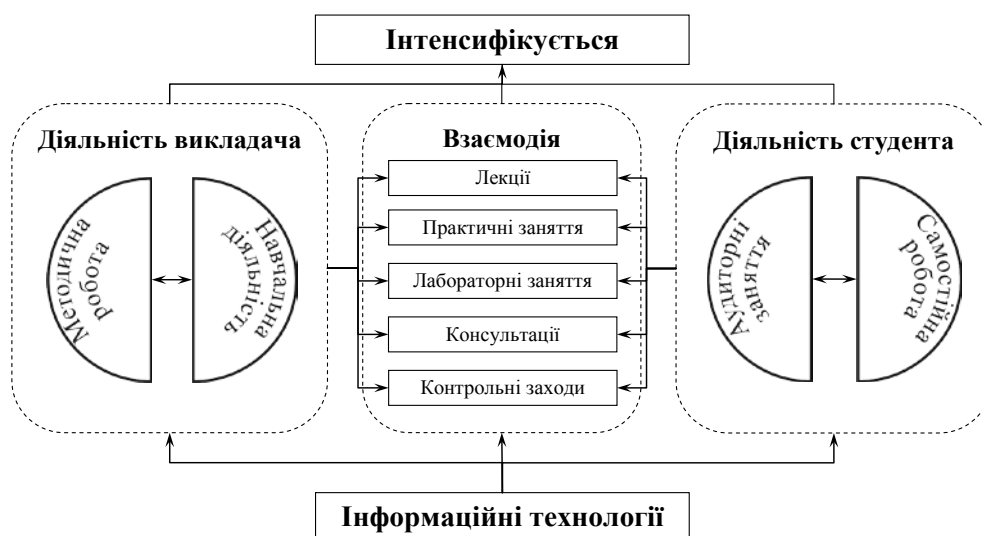 Інтенсифікується
Діяльність викладача
Методична
робота
Навчальна
діяльність
Взаємодія
Лекції
Практичні заняття
Лабораторні заняття
Консультації
Контрольні заходи
Діяльність студента
Аудиторні
заняття
Самостійна
робота
Інформаційні технології